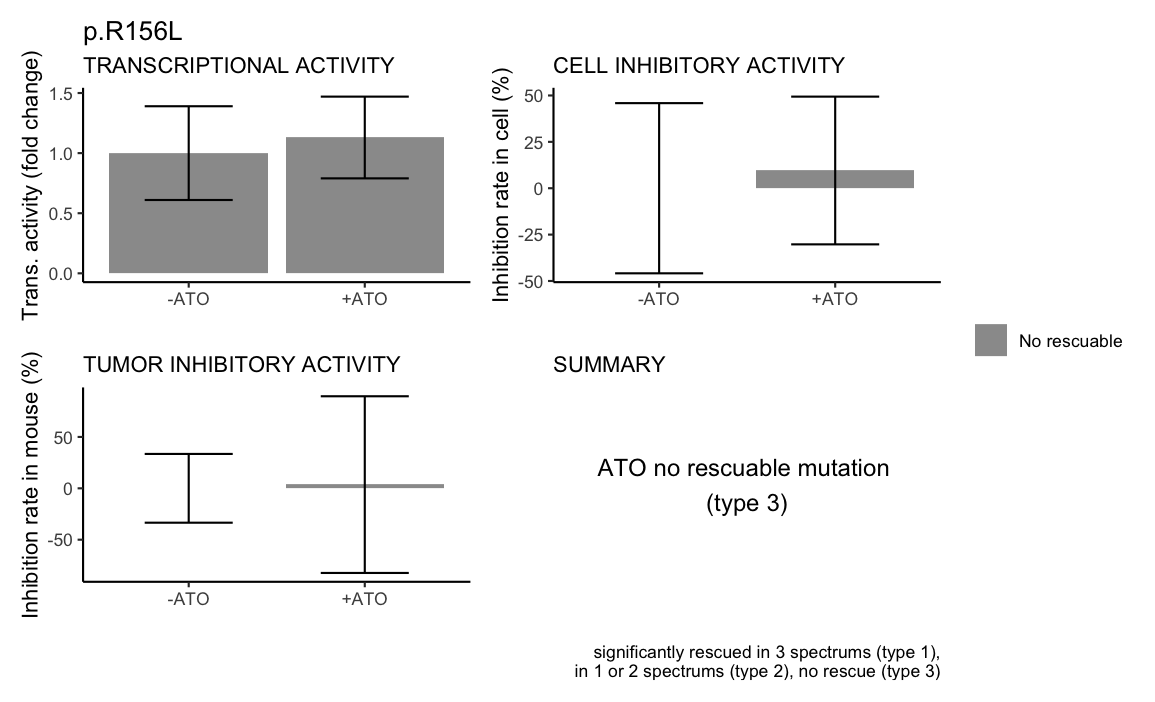 p.R156L
TRANSCRIPTIONAL ACTIVITY
Trans. activity (fold change)
1.5
1.0
0.5
0.0
-ATO
+ATO
CELL INHIBITORY ACTIVITY
Inhibition rate in cell (%)
50
25
0
-25
-50
-ATO
+ATO
No rescuable
TUMOR INHIBITORY ACTIVITY
Inhibition rate in mouse (%)
50
0
-50
-ATO
+ATO
SUMMARY
ATO no rescuable mutation
(type 3)
significantly rescued in 3 spectrums (type 1),
in 1 or 2 spectrums (type 2), no rescue (type 3)